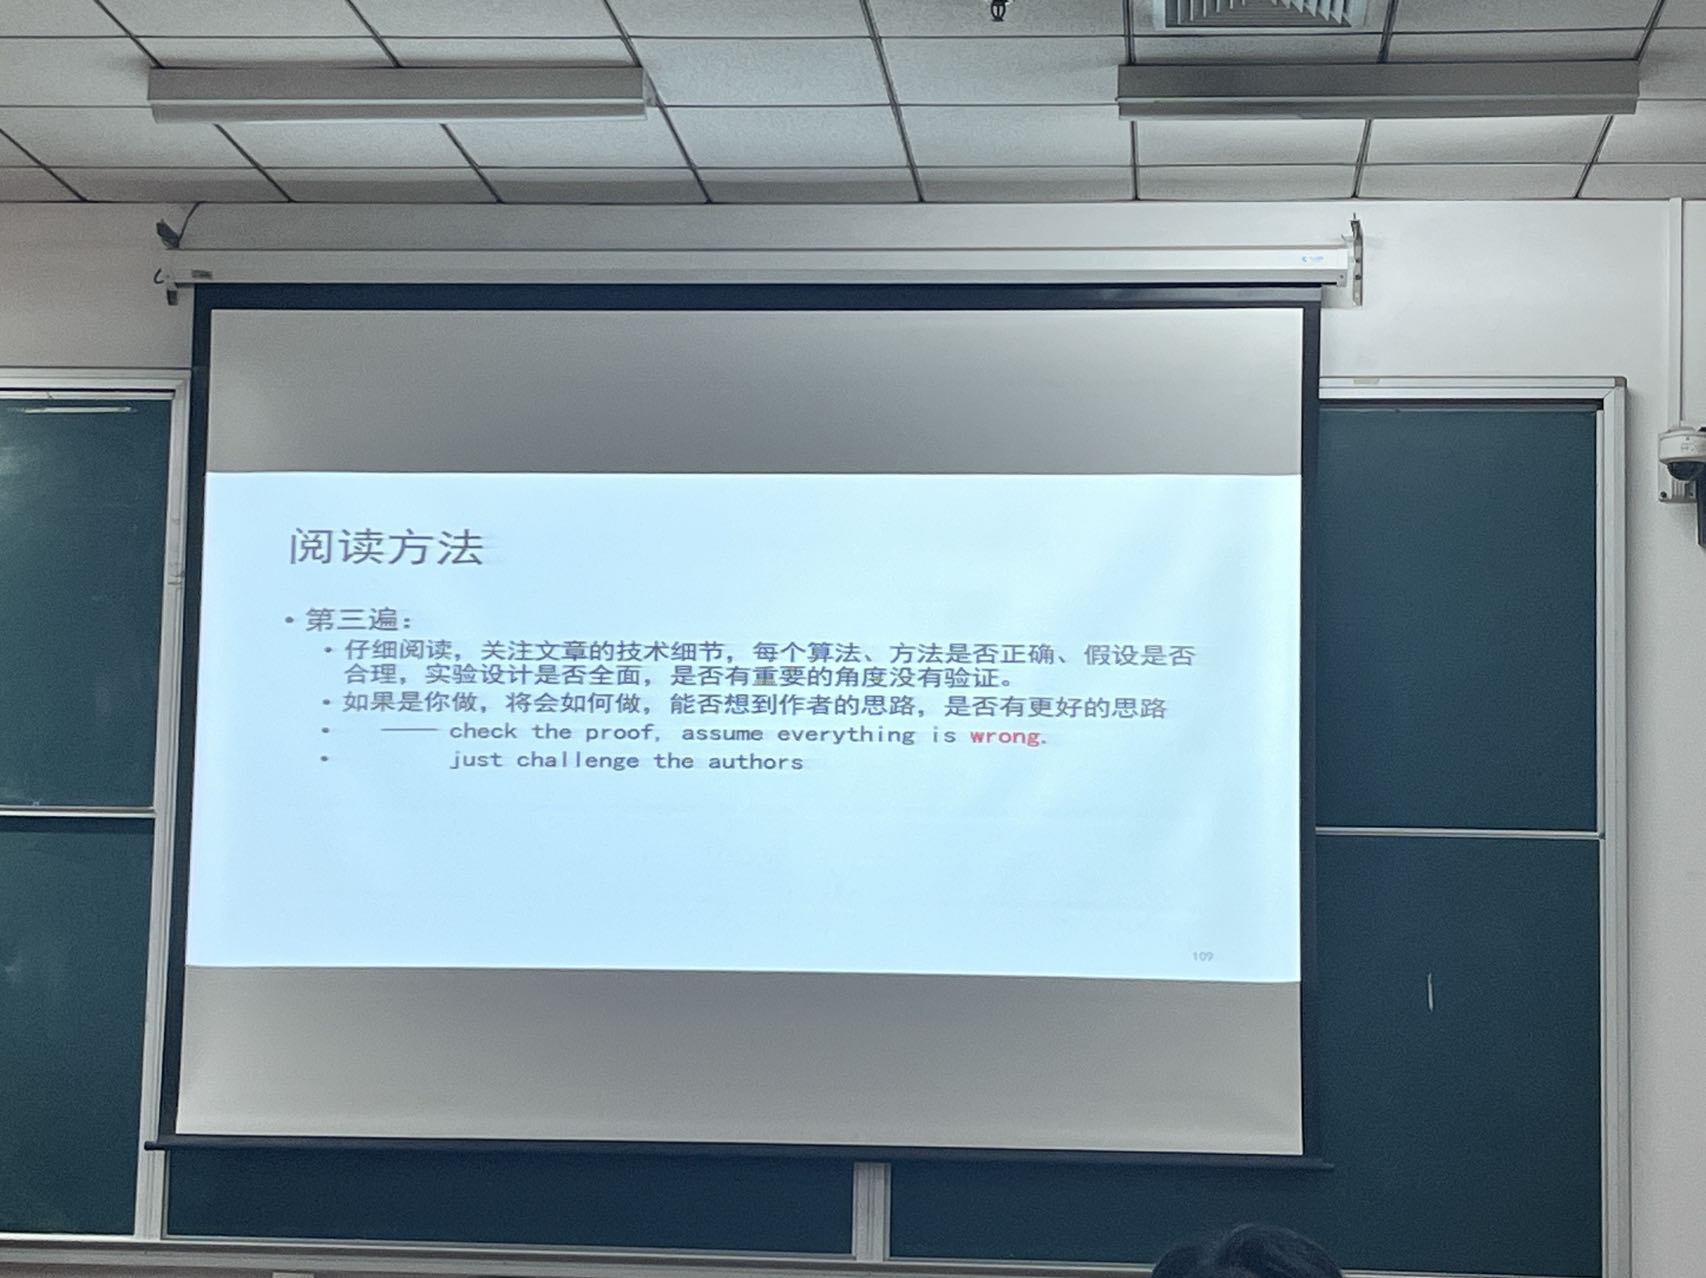 阅读方法
• 第三遍：
• 仔细阅读，关注文章的技术细节，每个算法、方法是否正确、假设是否
合理，实验设计是否全面，是否有重要的角度没有验证。
• 如果是你做，将会如何做，能否想到作者的思路，是否有更好的思路
• —— check the proof, assume everything is wrong.
• just challenge the authors
109